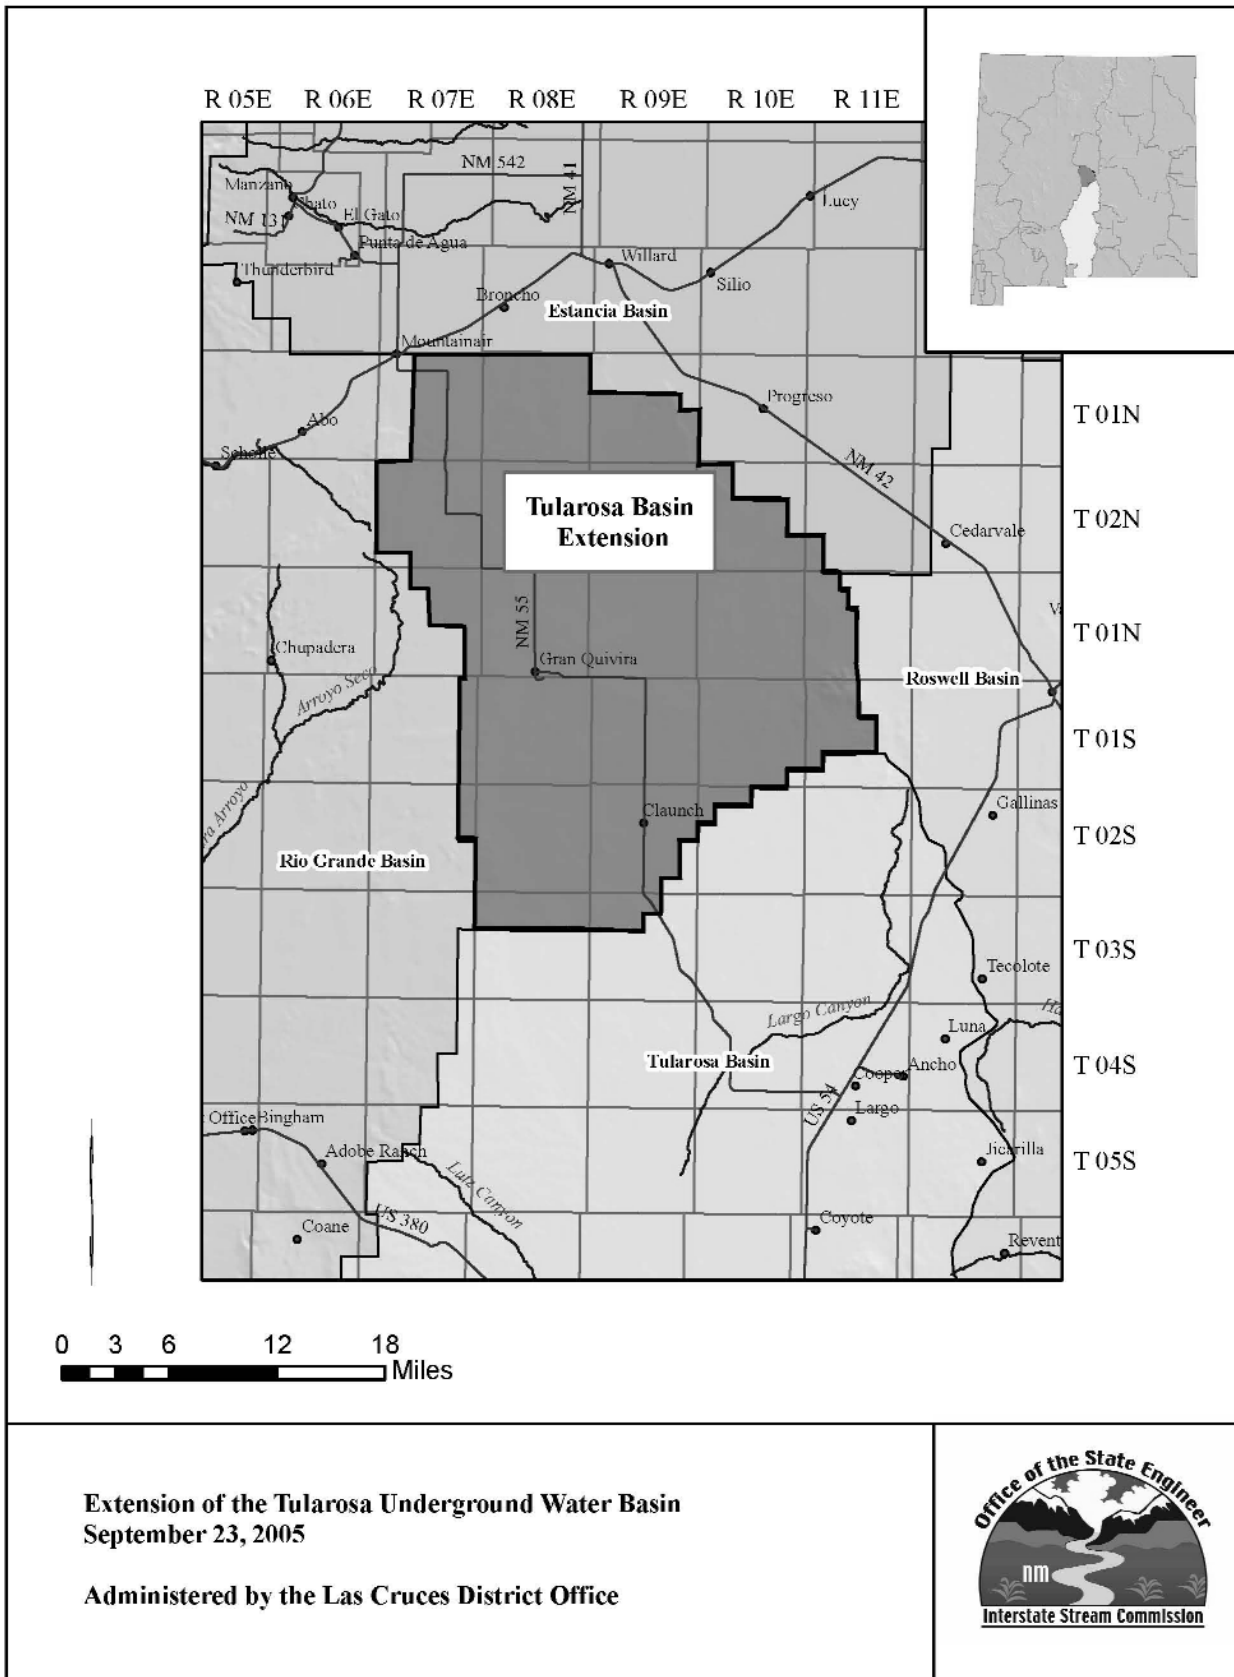 R 05E R 06E R 07E R 08E R 09E R 10E R 11E
NM 542
NM 41
Manzano
El Gato
NM 131
Punta de Agua
Lucy
Thunderbird
Willard
Silio
Broncho
Estancia Basin
Mountainair
Progreso
T 01N
Abo
Scholle
NM 42
Tularosa Basin
Extension
T 02N
Cedarvale
NM 55
T 01N
Chupadera
Gran Quivira
Arroyo Seco
Roswell Basin
T 01S
Claunch
Gallinas
T 02S
Rio Grande Basin
T 03S
Tecolote
Largo Canyon
Luna
Tularosa Basin
Ancho
T 04S
Cooper
US 54
Largo
Office Bingham
Adobe Ranch
Jicarilla
T 05S
Lutz Canyon
US 380
Coane
Coyote
Revent
0 3 6 12 18
Miles
Extension of the Tularosa Underground Water Basin
September 23, 2005
Administered by the Las Cruces District Office
Office of the State Engineer
nm
Interstate Stream Commission